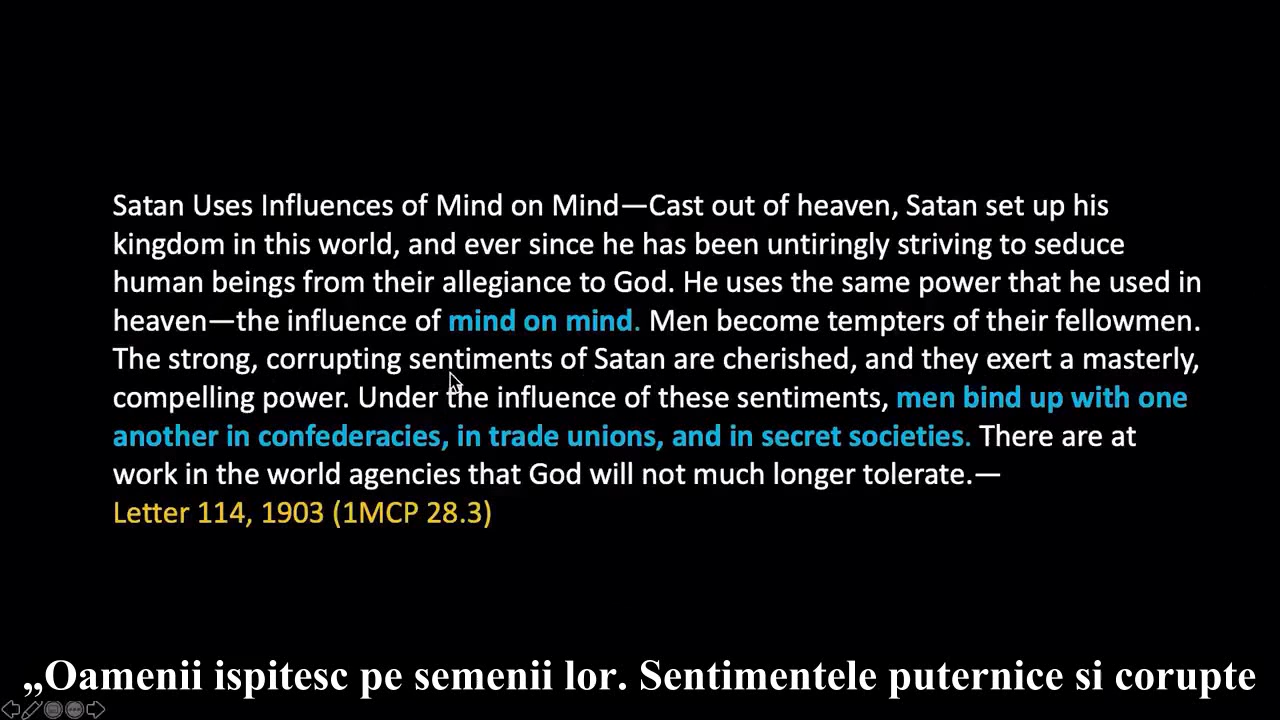 Satan Uses Influences of Mind on Mind—Cast out of heaven, Satan set up his
kingdom in this world, and ever since he has been untiringly striving to seduce
human beings from their allegiance to God. He uses the same power that he used in
heaven—the influence of mind on mind. Men become tempters of their fellowmen.
The strong, corrupting sentiments of Satan are cherished, and they exert a masterly,
compelling power. Under the influence of these sentiments, men bind up with one
another in confederacies, in trade unions, and in secret societies. There are at
work in the world agencies that God will not much longer tolerate.—
Letter 114, 1903 (1MCP 28.3)
„Oamenii ispitesc pe semenii lor. Sentimentele puternice si corupte